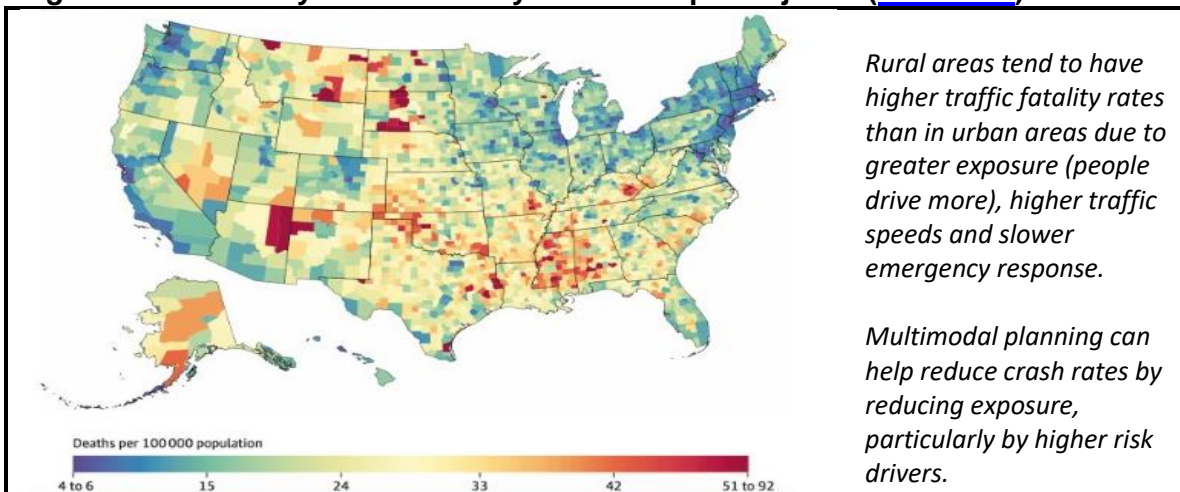 Rural areas tend to have
higher traffic fatality rates
than in urban areas due to
greater exposure (people
drive more), higher traffic
speeds and slower
emergency response.
Multimodal planning can
help reduce crash rates by
reducing exposure,
particularly by higher risk
drivers.
Deaths per 100 000 population
4 to 6 15 24 33 42 51 to 92